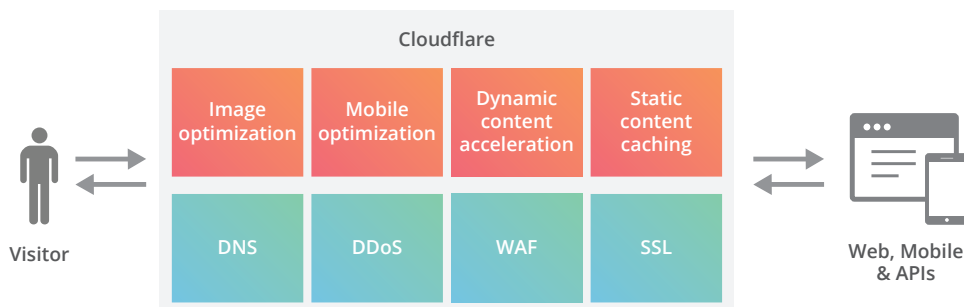 Cloudflare
Image
optimization
Mobile
optimization
Dynamic
content
acceleration
Static
content
caching
DNS
DDoS
WAF
SSL
Visitor
Web, Mobile
& APIs